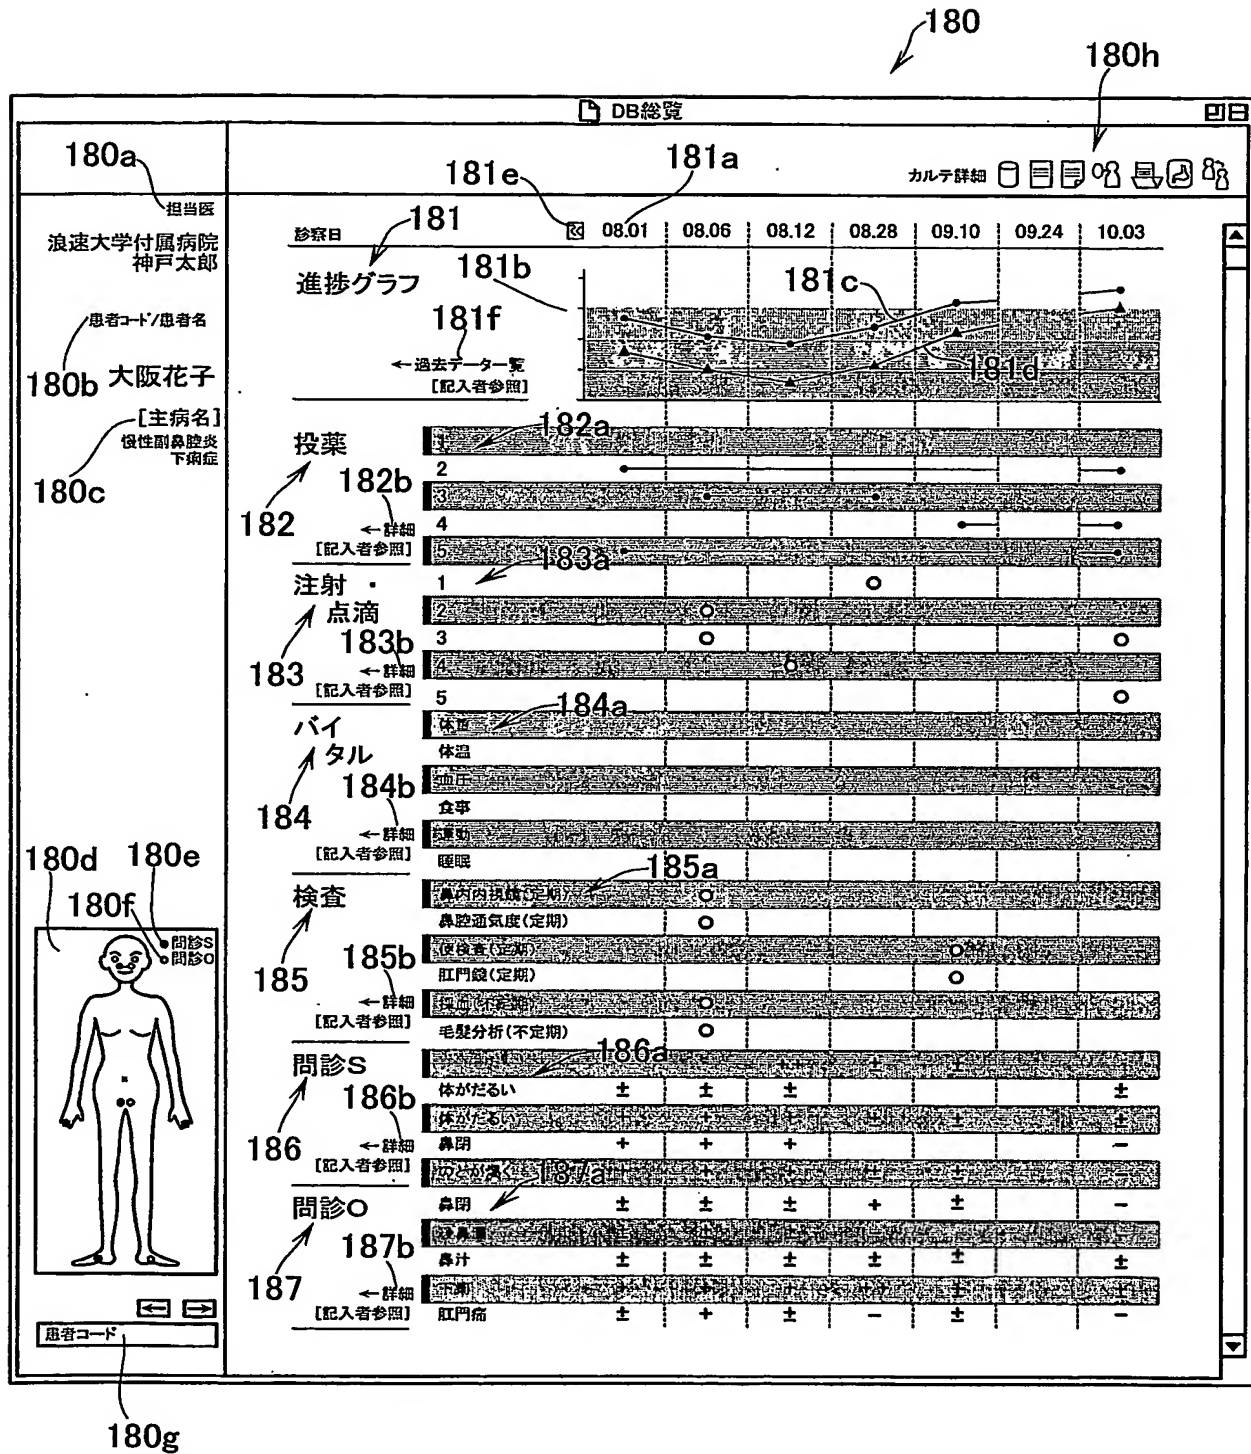 180
180h
DB総覧
180a
181e
181a
カルテ詳細
担当医
浪速大学付属病院
神戸太郎
患者コード/患者名
180b 大阪花子
[主病名]
慢性副鼻腔炎
下痢症
180c
181
診察日 08.01 08.06 08.12 08.28 09.10 09.24 10.03
進捗グラフ
181b
181c
181f
181d
←過去データ一覧
[記入者参照]
投薬
182a
1
2
182b
3
182
←詳細
4
[記入者参照]
5
183a
注射・
点滴
1
2
183b
3
183
←詳細
4
[記入者参照]
5
184a
バイ
タル
体重
体温
血圧
184b
食事
184
←詳細
運動
[記入者参照]
睡眠
185a
検査
鼻内内視鏡(定期)
鼻腔通気度(定期)
便検査(定期)
185b
肛門鏡(定期)
185
←詳細
[記入者参照]
毛髪分析(不定期)
186a
問診S
体がだるい ± ± ± ±
186b
186
←詳細
鼻閉 + + + −
[記入者参照]
187a
問診O
鼻閉 ± ± ± + ± −
187b
鼻汁 ± ± ± ± ± ±
187
←詳細
[記入者参照]
肛門痛 ± + ± − ± −
180d
180e
180f
問診S
問診O
患者コード
180g